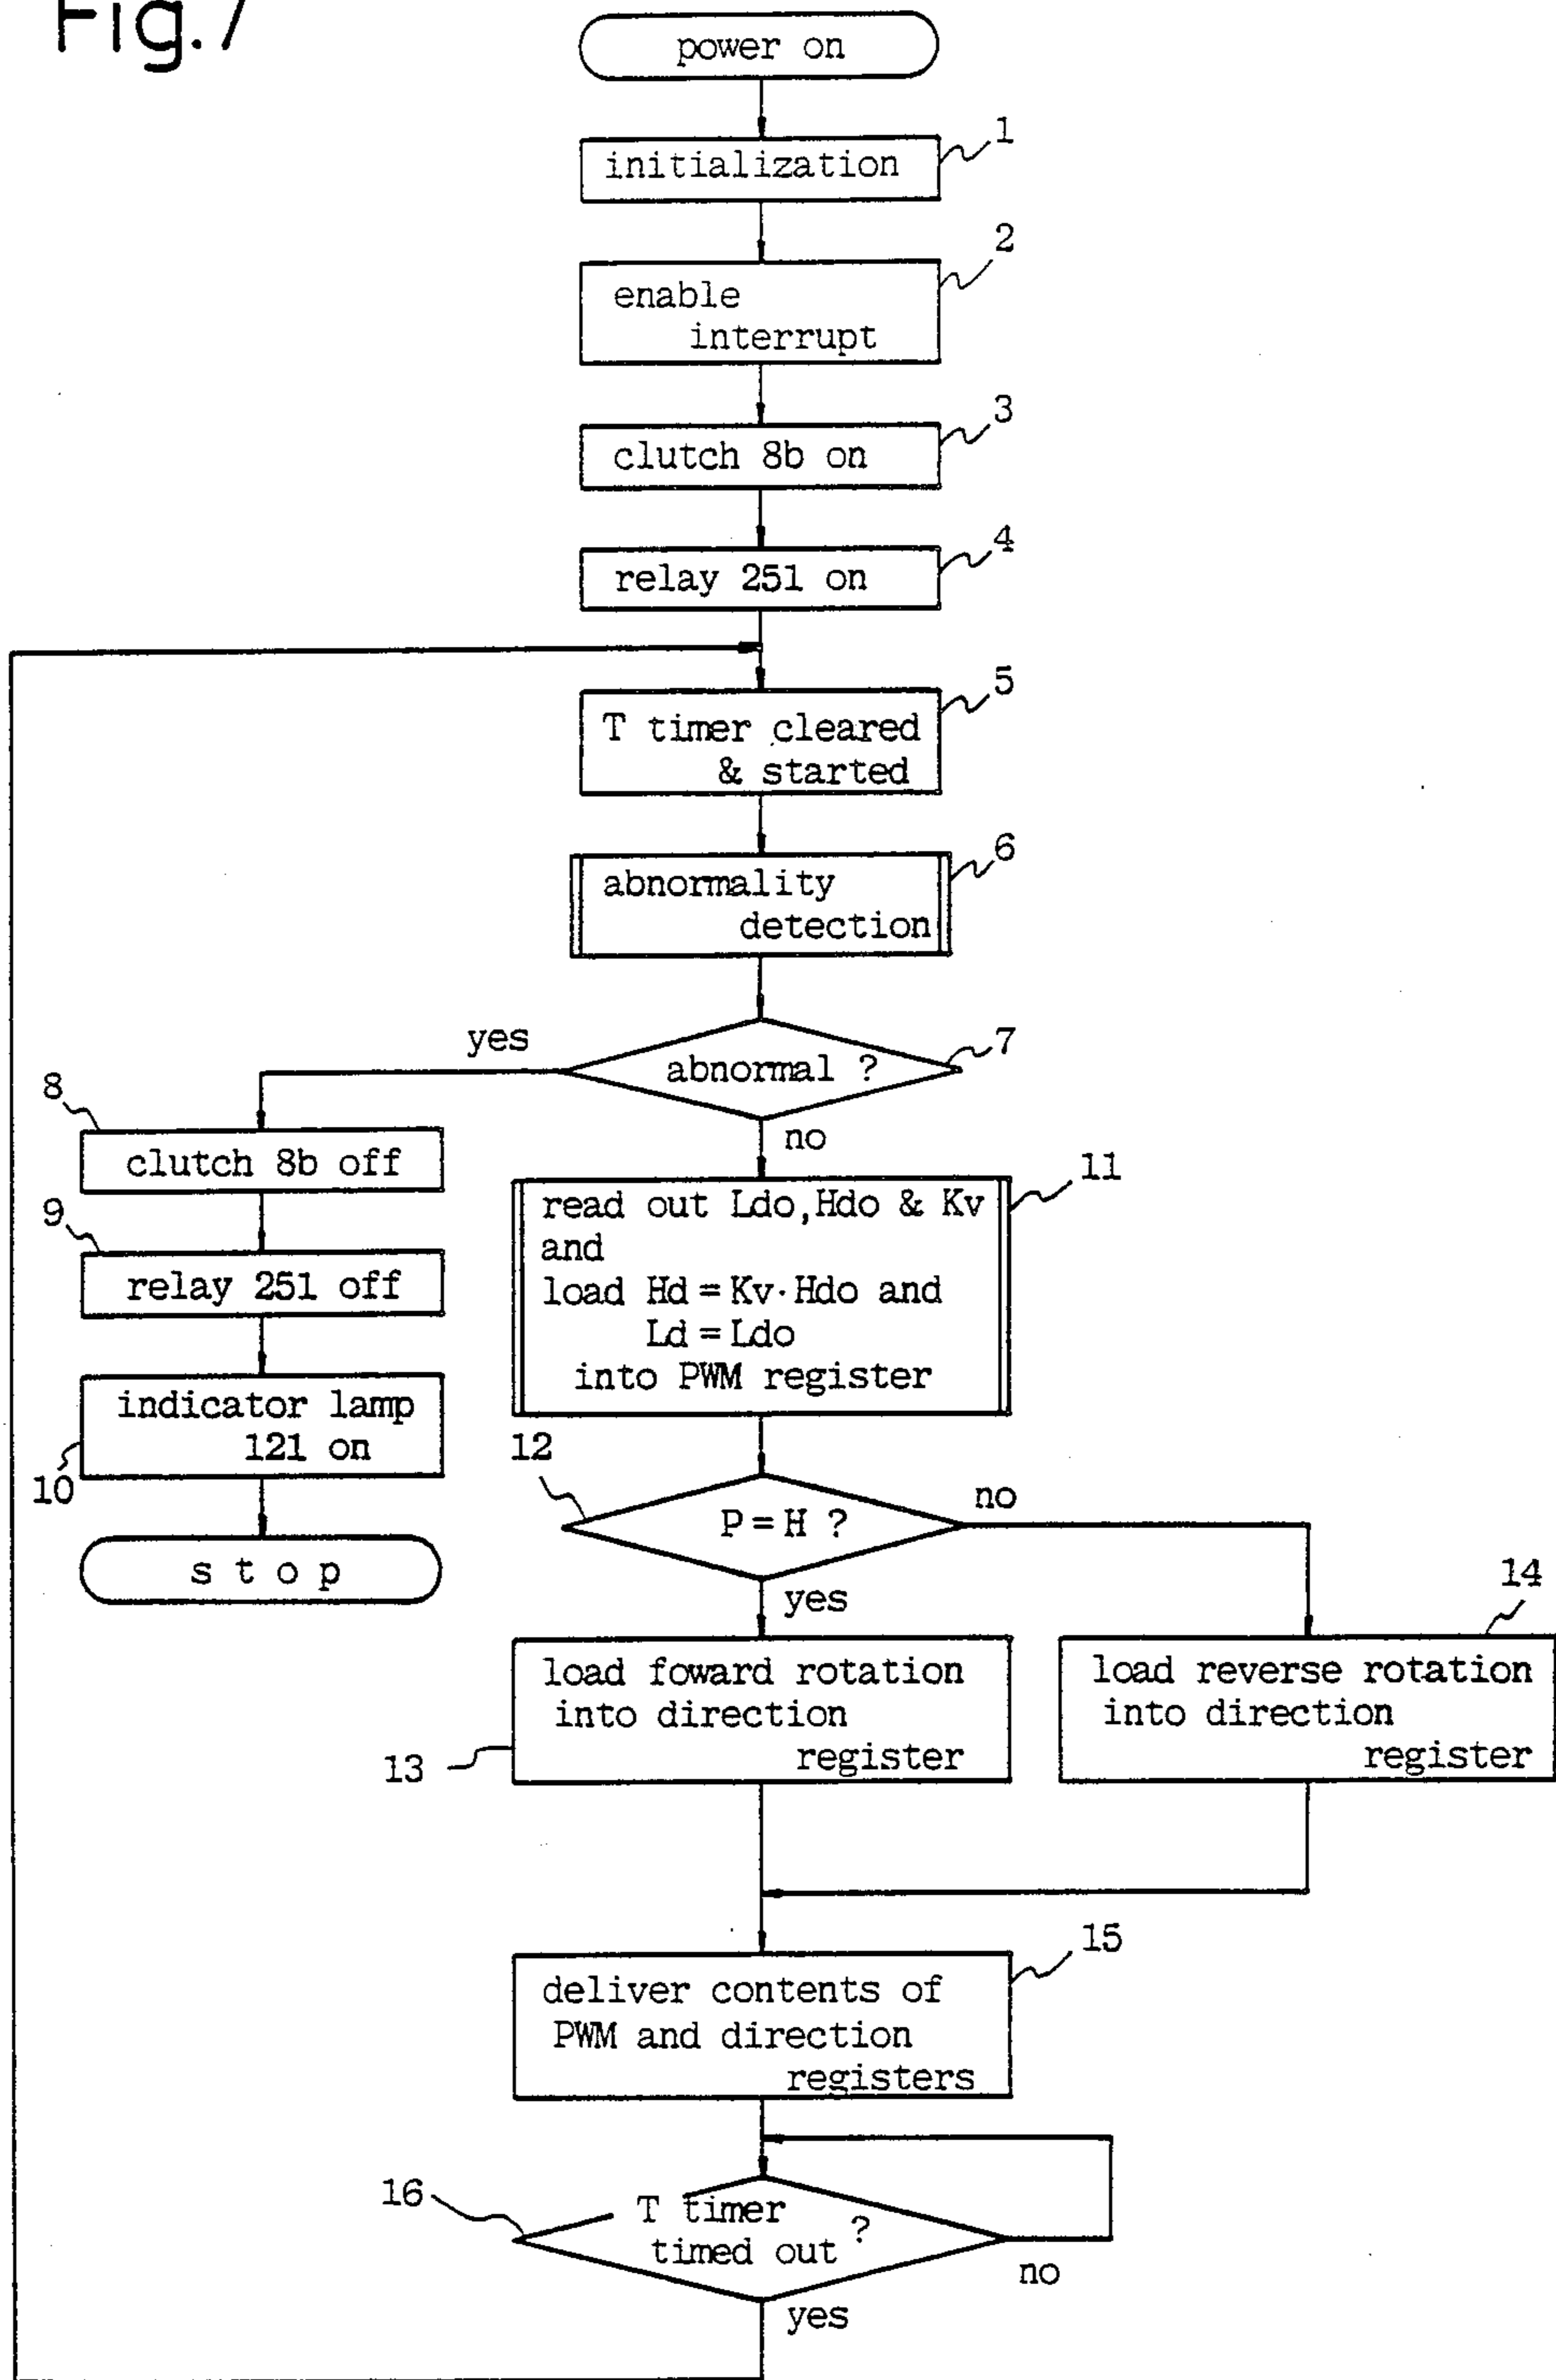 Fig.7
power on
1
initialization
2
enable
interrupt
3
clutch 8b on
4
relay 251 on
5
T timer cleared
& started
6
abnormality
detection
yes
7
abnormal ?
no
8
clutch 8b off
9
relay 251 off
indicator lamp
121 on
10
stop
11
read out Ldo,Hdo & Kv
and
load Hd = Kv·Hdo and
Ld = Ldo
into PWM register
12
P = H ?
no
yes
load foward rotation
into direction
register
13
14
load reverse rotation
into direction
register
15
deliver contents of
PWM and direction
registers
16
T timer
timed out ?
no
yes